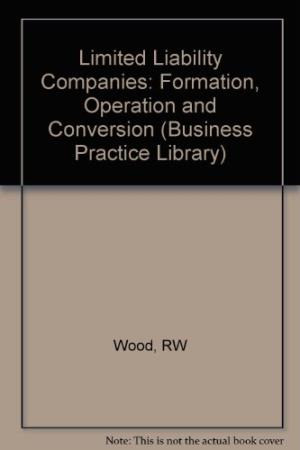 Limited Liability
Companies: Formation,
Operation and
Conversion (Business
Practice Library)
Wood, RW
Note: This is not the actual book cover